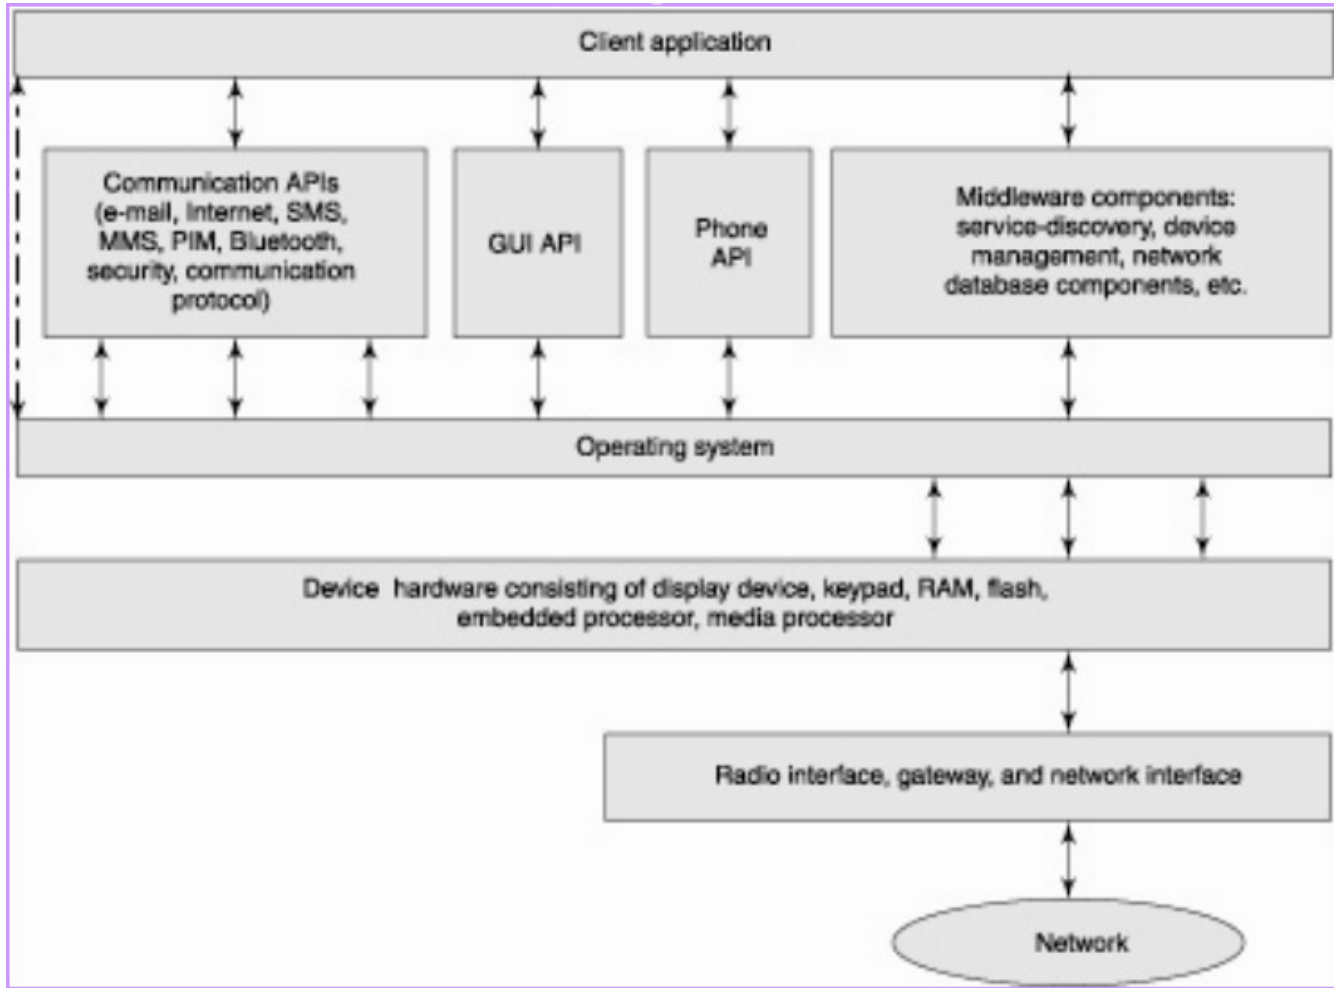 Client application
Communication APIs
(e-mail, Internet, SMS,
MMS, PIM, Bluetooth,
security, communication
protocol)
GUI API
Phone
API
Middleware components:
service-discovery, device
management, network
database components, etc.
Operating system
Device hardware consisting of display device, keypad, RAM, flash,
embedded processor, media processor
Radio interface, gateway, and network interface
Network